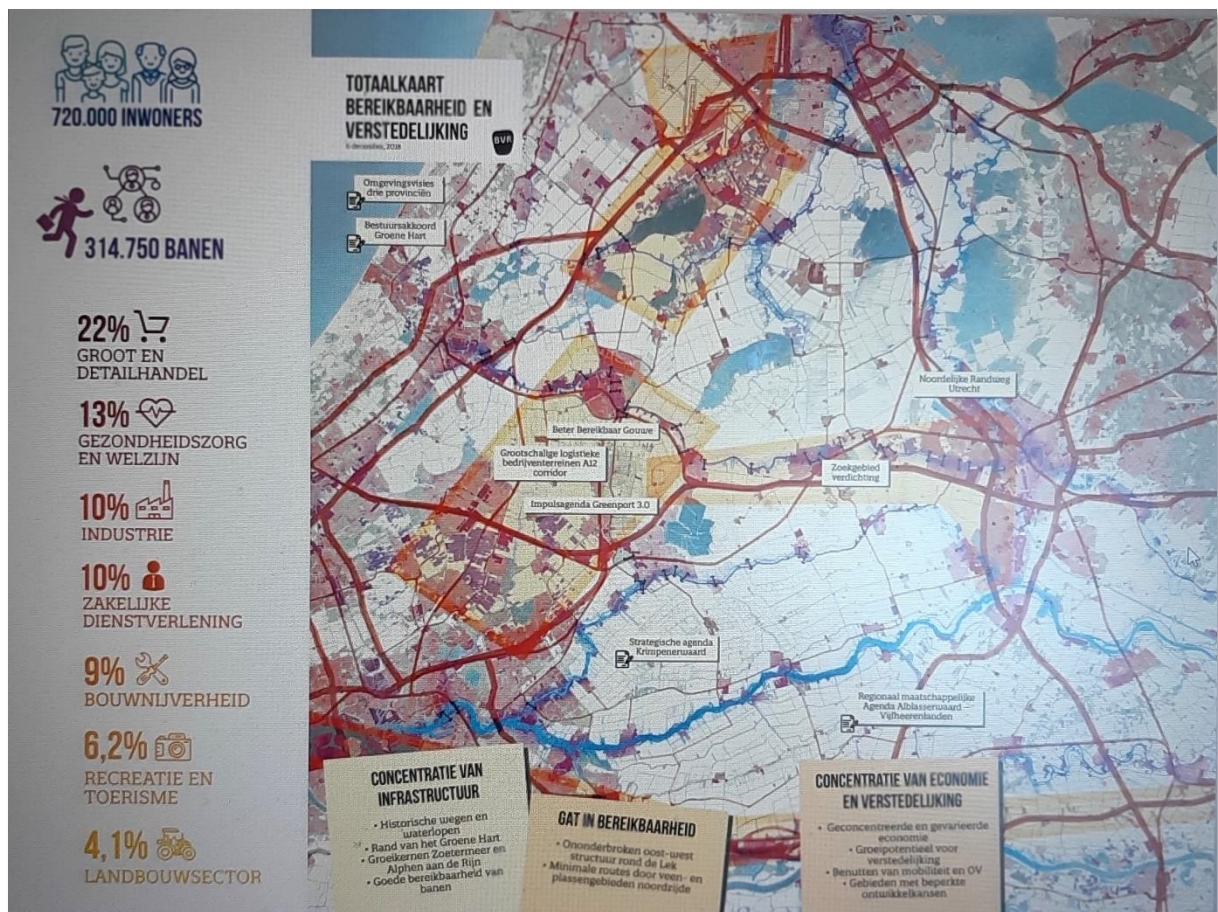 720.000 INWONERS
314.750 BANEN
22%
GROOT EN
DETAILHANDEL
13%
GEZONDHEIDSZORG
EN WELZIJN
10%
INDUSTRIE
10%
ZAKELIJKE
DIENSTVERLENING
9%
BOUWNIJVERHEID
6,2%
RECREATIE EN
TOERISME
4,1%
LANDBOUWSECTOR
TOTAALKAART
BEREIKBAARHEID EN
VERSTEDELIJKING
6 december, 2018
BVR
Omgevingsvisies
drie provinciën
Bestuursakkoord
Groene Hart
Noordelijke Randweg
Utrecht
Beter Bereikbaar Gouwe
Grootschalige logistieke
bedrijventerreinen A12
corridor
Zoekgebied
verdichting
Impulsagenda Greenport 3.0
Strategische agenda
Krimpenerwaard
Regionaal maatschappelijke
Agenda Alblasserwaard –
Vijfheerenlanden
CONCENTRATIE VAN
INFRASTRUCTUUR
• Historische wegen en
waterlopen
• Rand van het Groene Hart
• Groeikernen Zoetermeer en
Alphen aan de Rijn
• Goede bereikbaarheid van
banen
GAT IN BEREIKBAARHEID
• Ononderbroken oost-west
structuur rond de Lek
• Minimale routes door veen- en
plassengebieden noordzijde
CONCENTRATIE VAN ECONOMIE
EN VERSTEDELIJKING
• Geconcentreerde en gevarieerde
economie
• Groeipotentieel voor
verstedelijking
• Benutten van mobiliteit en OV
• Gebieden met beperkte
ontwikkelkansen